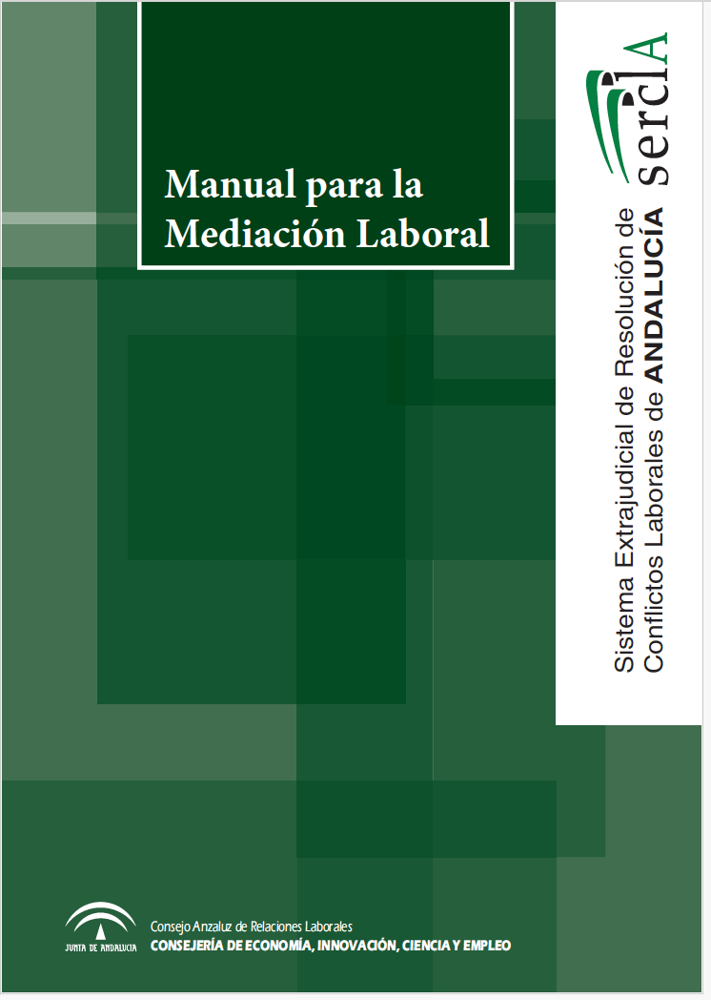 Manual para la
Mediación Laboral
sercla
Sistema Extrajudicial de Resolución de
Conflictos Laborales de ANDALUCÍA
JUNTA DE ANDALUCIA
Consejo Anzaluz de Relaciones Laborales
CONSEJERÍA DE ECONOMÍA, INNOVACIÓN, CIENCIA Y EMPLEO